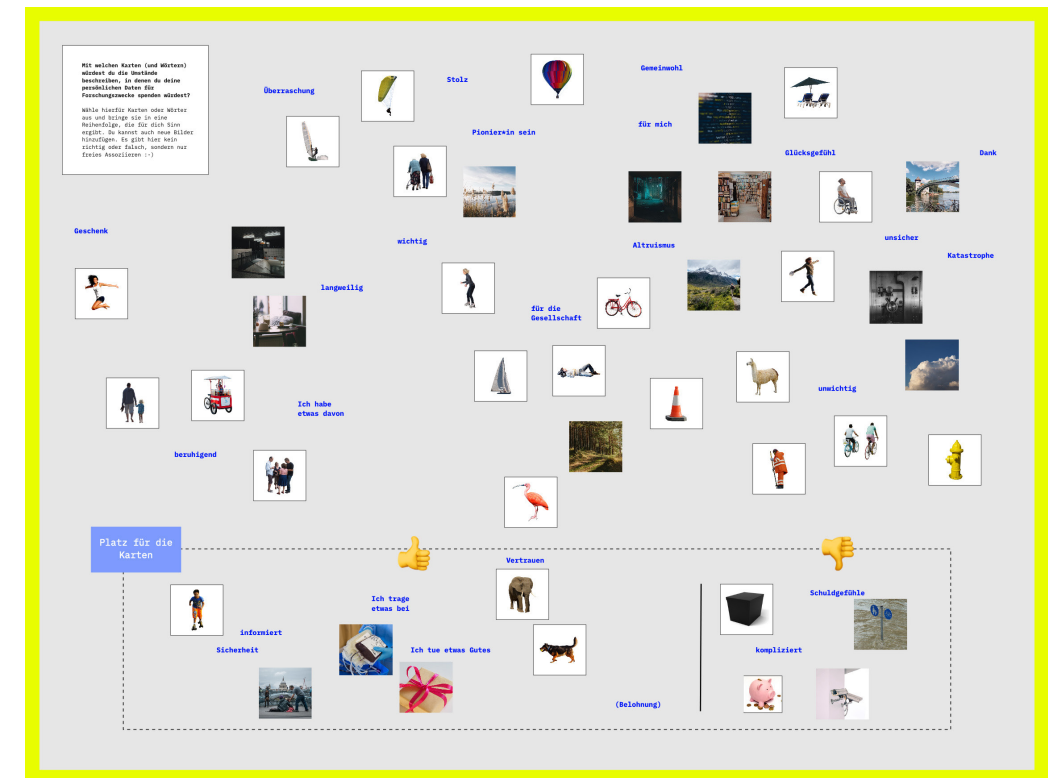 Mit welchen Karten (und Wörtern)
würdest du die Umstände
beschreiben, in denen du deine
persönlichen Daten für
Forschungszwecke spenden würdest?
Wähle hierfür Karten oder Wörter
aus und bringe sie in eine
Reihenfolge, die für dich Sinn
ergibt. Du kannst auch neue Bilder
hinzufügen. Es gibt hier kein
richtig oder falsch, sondern nur
freies Assoziieren :-)
Überraschung
Stolz
Gemeinwohl
Pionier*in sein
für mich
Glücksgefühl
Dank
Geschenk
wichtig
Altruismus
unsicher
Katastrophe
langweilig
für die
Gesellschaft
Ich habe
etwas davon
unwichtig
beruhigend
Platz für die
Karten
Vertrauen
Ich trage
etwas bei
Schuldgefühle
informiert
Sicherheit
Ich tue etwas Gutes
kompliziert
(Belohnung)